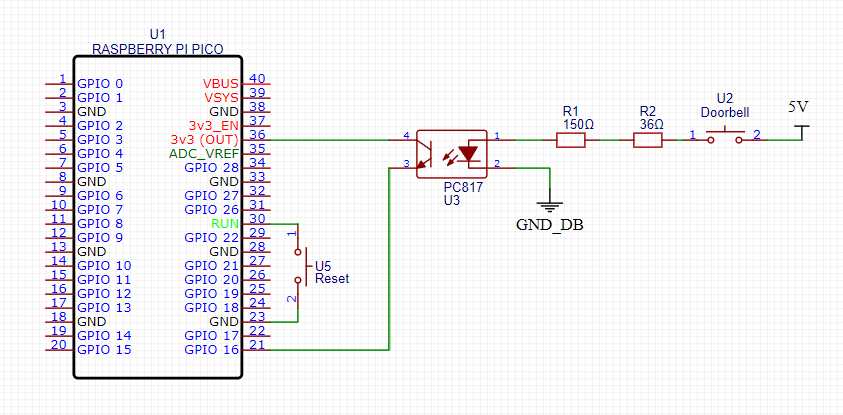 U1
RASPBERRY PI PICO
1 GPIO 0 VBUS 40
2 GPIO 1 VSYS 39
3 GND GND 38
4 GPIO 2 3v3_EN 37
5 GPIO 3 3v3 (OUT) 36
6 GPIO 4 ADC_VREF 35
7 GPIO 5 GPIO 28 34
8 GND GND 33
9 GPIO 6 GPIO 27 32
10 GPIO 7 GPIO 26 31
11 GPIO 8 RUN 30
12 GPIO 9 GPIO 22 29
13 GND GND 28
14 GPIO 10 GPIO 21 27
15 GPIO 11 GPIO 20 26
16 GPIO 12 GPIO 19 25
17 GPIO 13 GPIO 18 24
18 GND GND 23
19 GPIO 14 GPIO 17 22
20 GPIO 15 GPIO 16 21
1
2
U5
Reset
4
3
1
2
PC817
U3
GND_DB
R1
150Ω
R2
36Ω
U2
Doorbell
1
2
5V